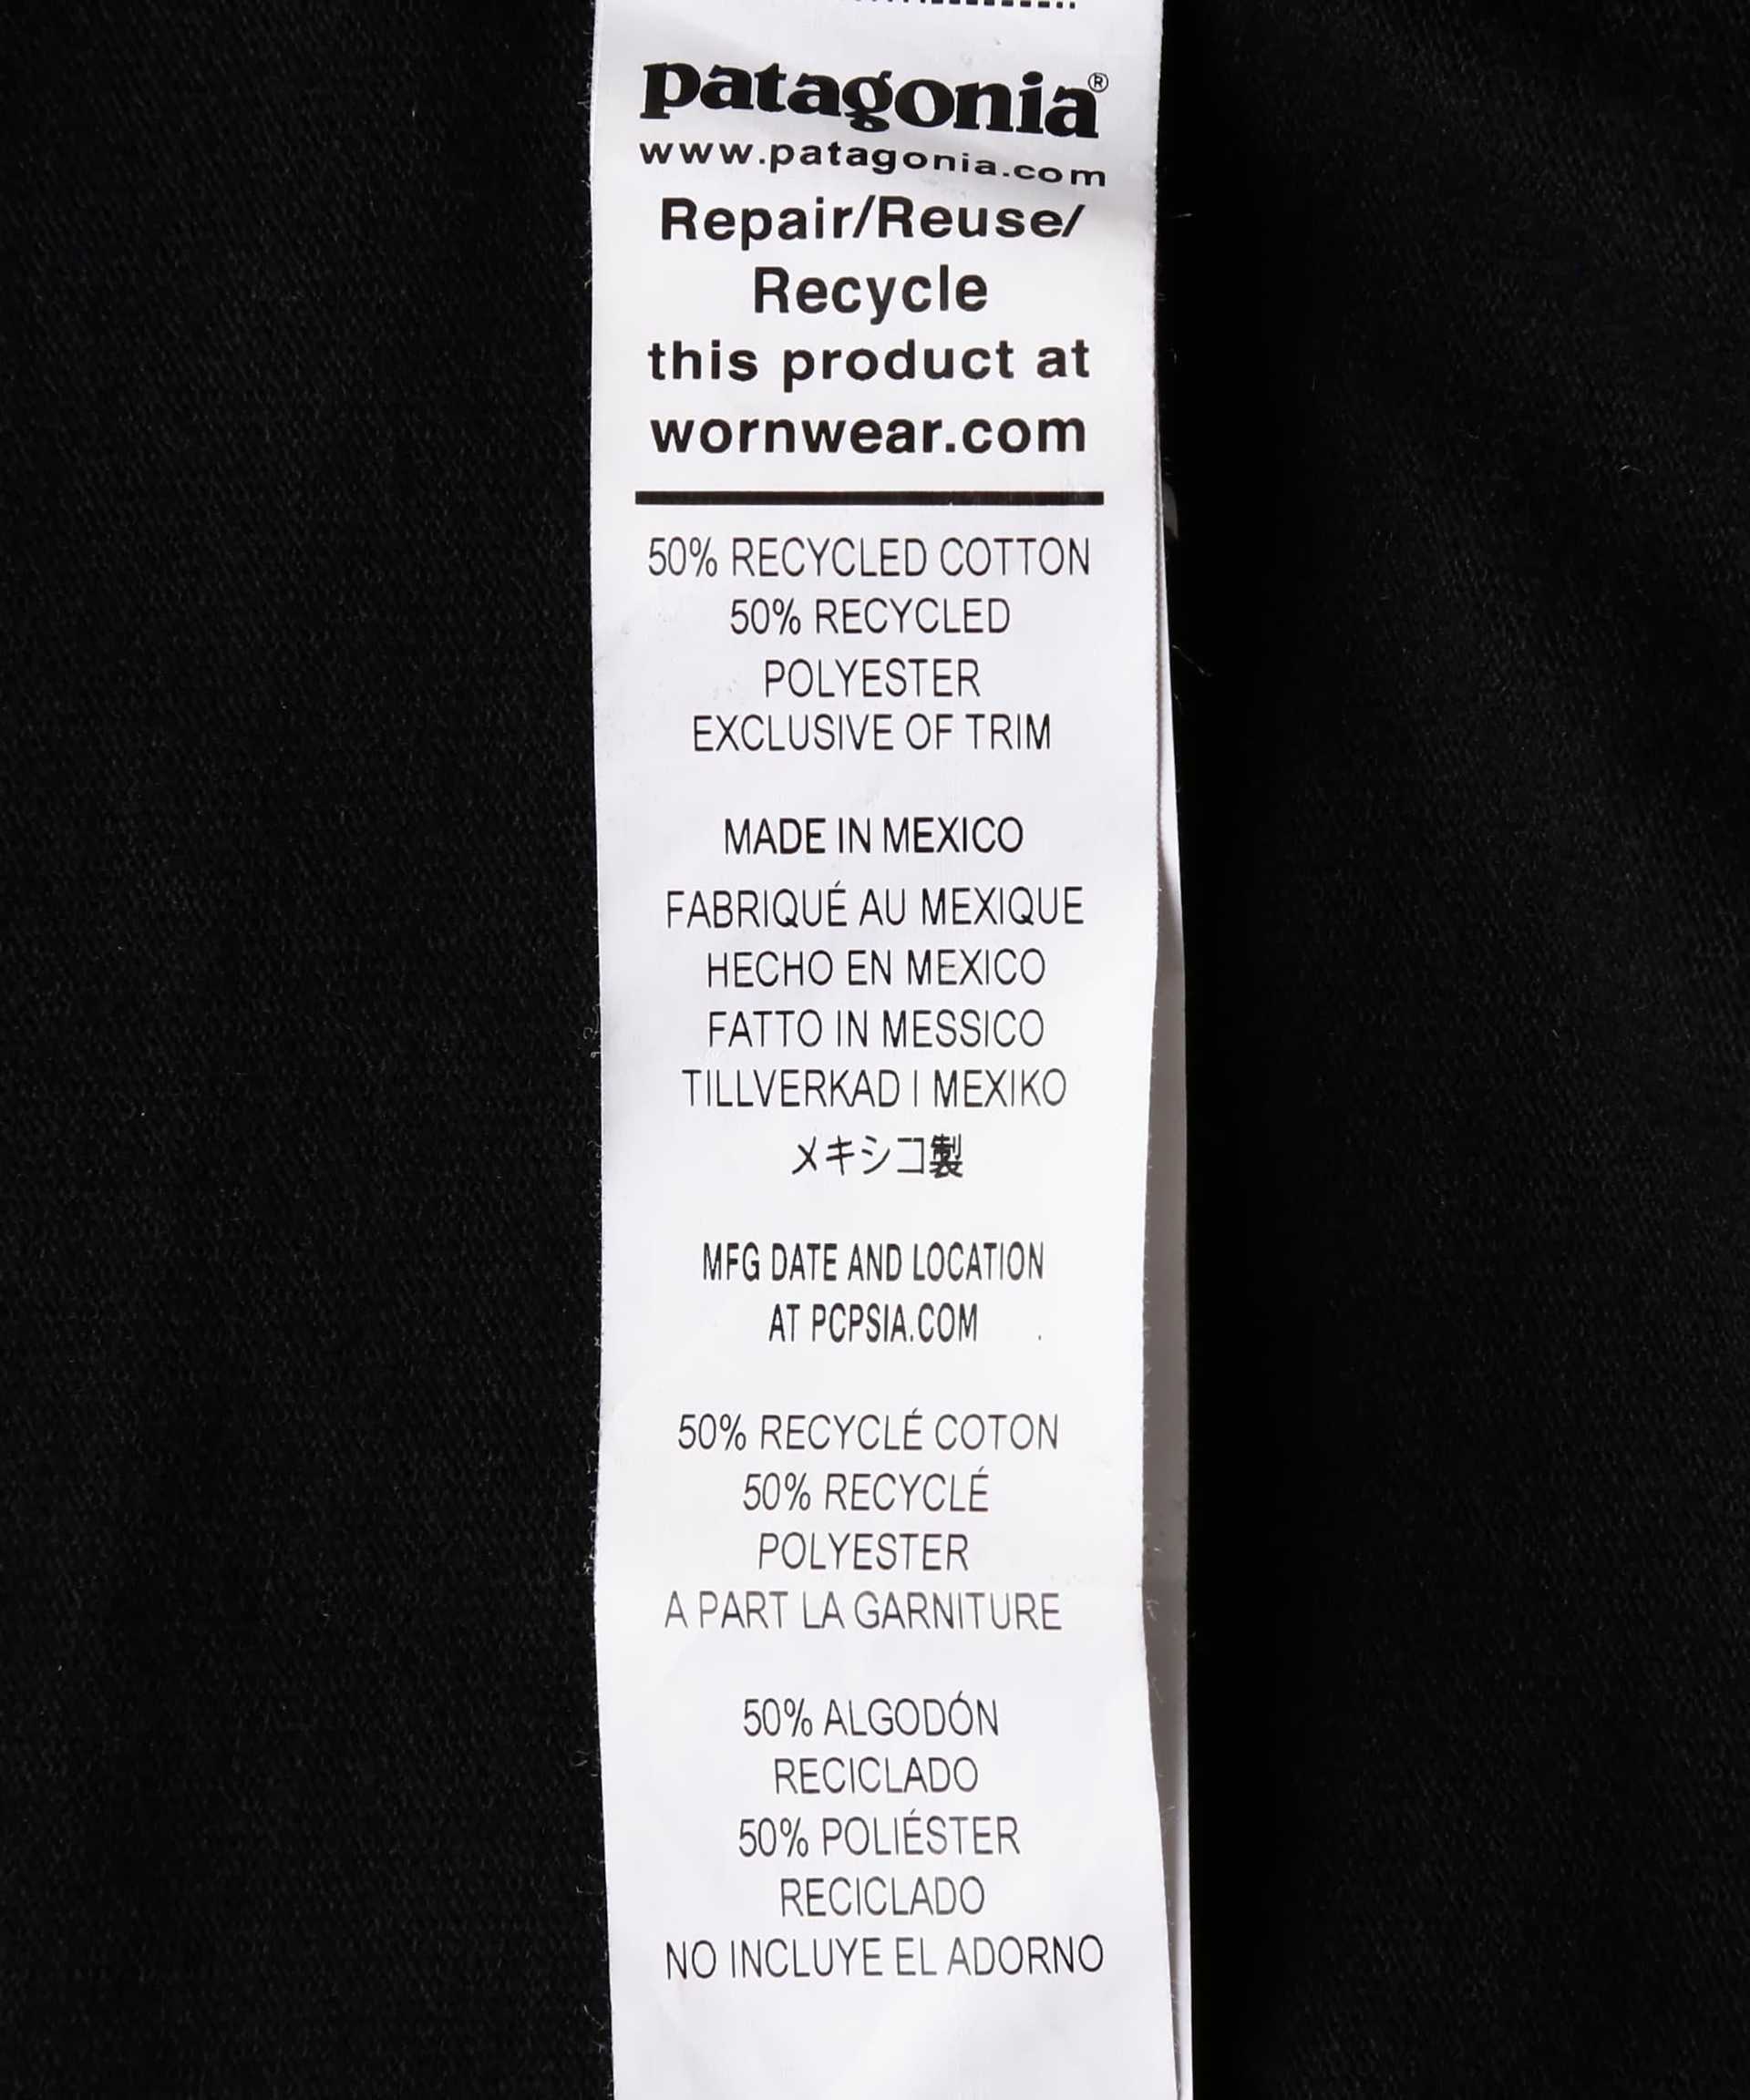 patagonia®
www.patagonia.com
Repair/Reuse/
Recycle
this product at
wornwear.com
50% RECYCLED COTTON
50% RECYCLED
POLYESTER
EXCLUSIVE OF TRIM
MADE IN MEXICO
FABRIQUÉ AU MEXIQUE
HECHO EN MEXICO
FATTO IN MESSICO
TILLVERKAD I MEXIKO
メキシコ製
MFG DATE AND LOCATION
AT PCPSIA.COM
50% RECYCLÉ COTON
50% RECYCLÉ
POLYESTER
A PART LA GARNITURE
50% ALGODÓN
RECICLADO
50% POLIÉSTER
RECICLADO
NO INCLUYE EL ADORNO